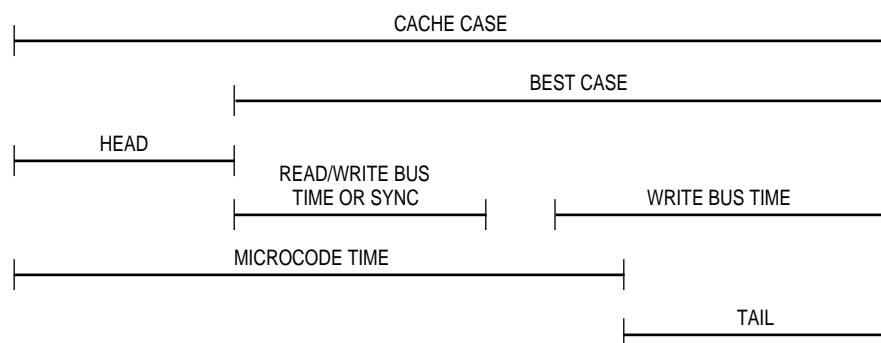 CACHE CASE
BEST CASE
HEAD
READ/WRITE BUS
TIME OR SYNC
WRITE BUS TIME
MICROCODE TIME
TAIL